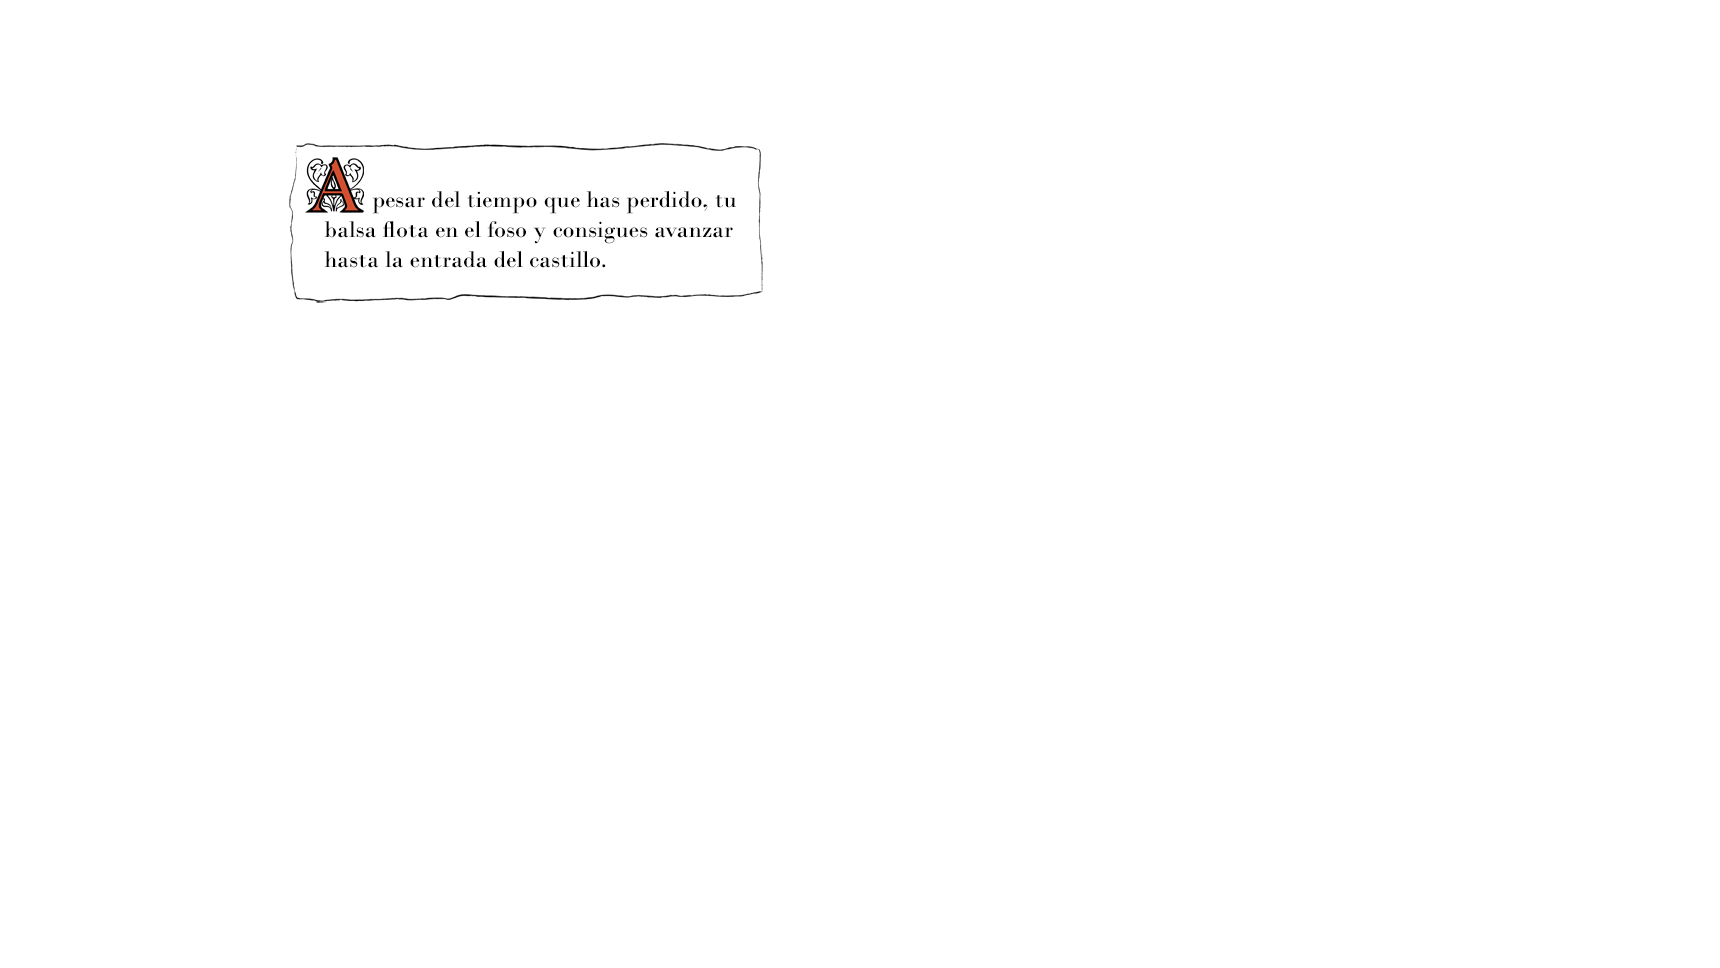 A pesar del tiempo que has perdido, tu
balsa flota en el foso y consigues avanzar
hasta la entrada del castillo.